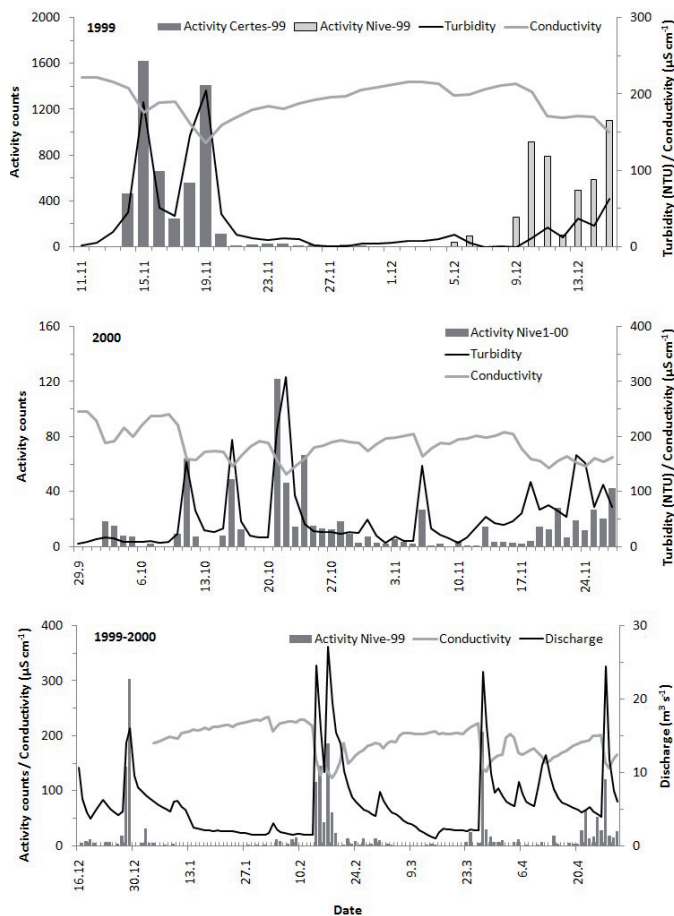 1999
Activity Certes-99 Activity Nive-99 Turbidity Conductivity
Activity counts
2000
1600
1200
800
400
0
300
200
100
0
Turbidity (NTU) / Conductivity (µS cm⁻¹)
11.11 15.11 19.11 23.11 27.11 1.12 5.12 9.12 13.12
2000
Activity Nive1-00
Turbidity
Conductivity
Activity counts
160
120
80
40
0
400
300
200
100
0
Turbidity (NTU) / Conductivity (µS cm⁻¹)
29.9 6.10 13.10 20.10 27.10 3.11 10.11 17.11 24.11
1999-2000
Activity Nive-99 Conductivity Discharge
Activity counts / Conductivity (µS cm⁻¹)
400
300
200
100
0
30
20
10
0
Discharge (m³ s⁻¹)
16.12 30.12 13.1 27.1 10.2 24.2 9.3 23.3 6.4 20.4
Date